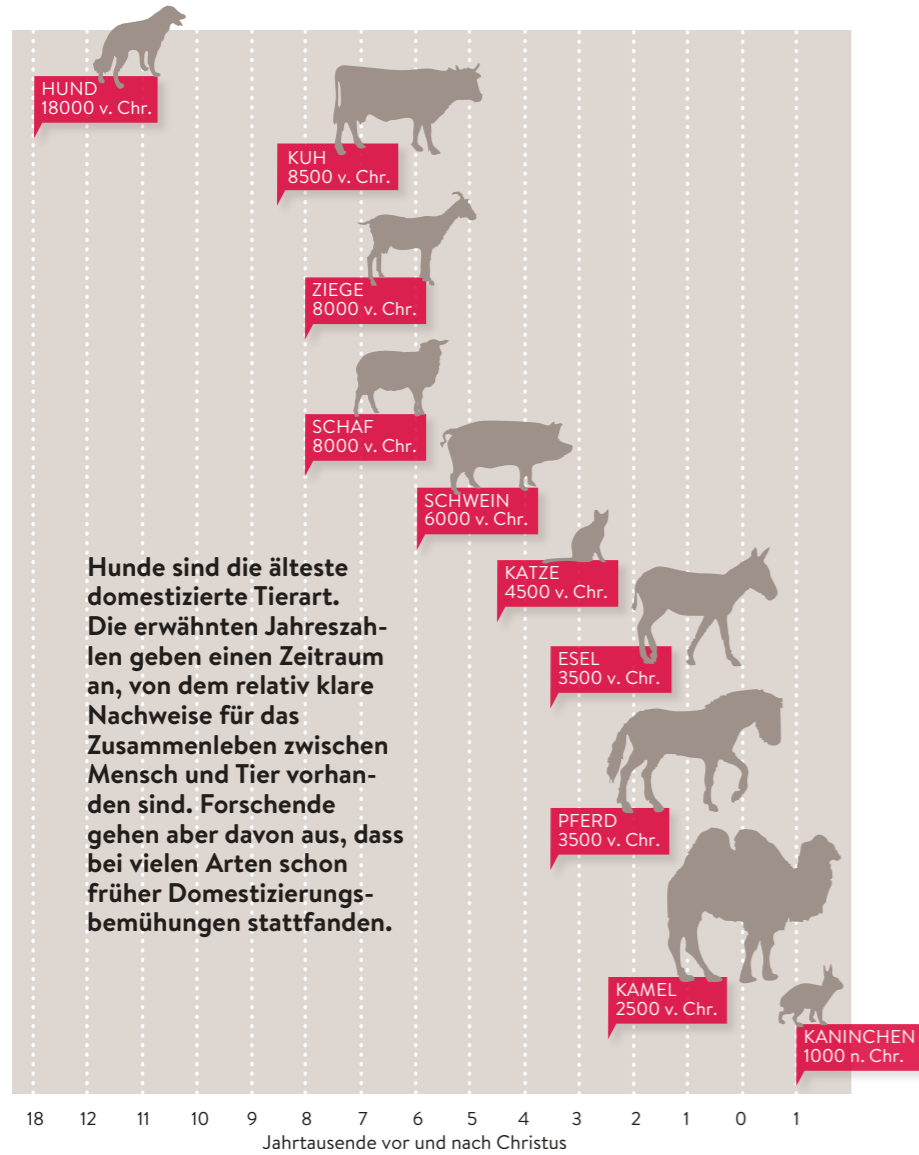 HUND
18000 v. Chr.
KUH
8500 v. Chr.
ZIEGE
8000 v. Chr.
SCHAF
8000 v. Chr.
SCHWEIN
6000 v. Chr.
KATZE
4500 v. Chr.
ESEL
3500 v. Chr.
PFERD
3500 v. Chr.
KAMEL
2500 v. Chr.
KANINCHEN
1000 n. Chr.
Hunde sind die älteste
domestizierte Tierart.
Die erwähnten Jahreszah-
len geben einen Zeitraum
an, von dem relativ klare
Nachweise für das
Zusammenleben zwischen
Mensch und Tier vorhan-
den sind. Forschende
gehen aber davon aus, dass
bei vielen Arten schon
früher Domestizierungs-
bemühungen stattfanden.
18 12 11 10 9 8 7 6 5 4 3 2 1 0 1
Jahrtausende vor und nach Christus